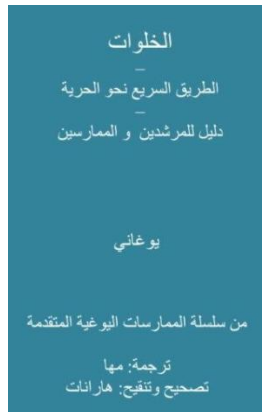 الخلوات
–
الطريق السريع نحو الحرية
–
دليل للمرشدين و الممارسين
يوغاني
من سلسلة الممارسات اليوغية المتقدمة
ترجمة: مها
تصحيح وتنقيح: هارانات